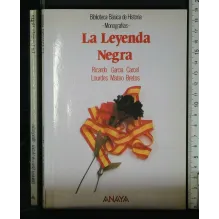 Biblioteca Básica de Historia
-Monografías-
La Leyenda
Negra
Ricardo García Cárcel
Lourdes Mateo Bretos
ANAYA